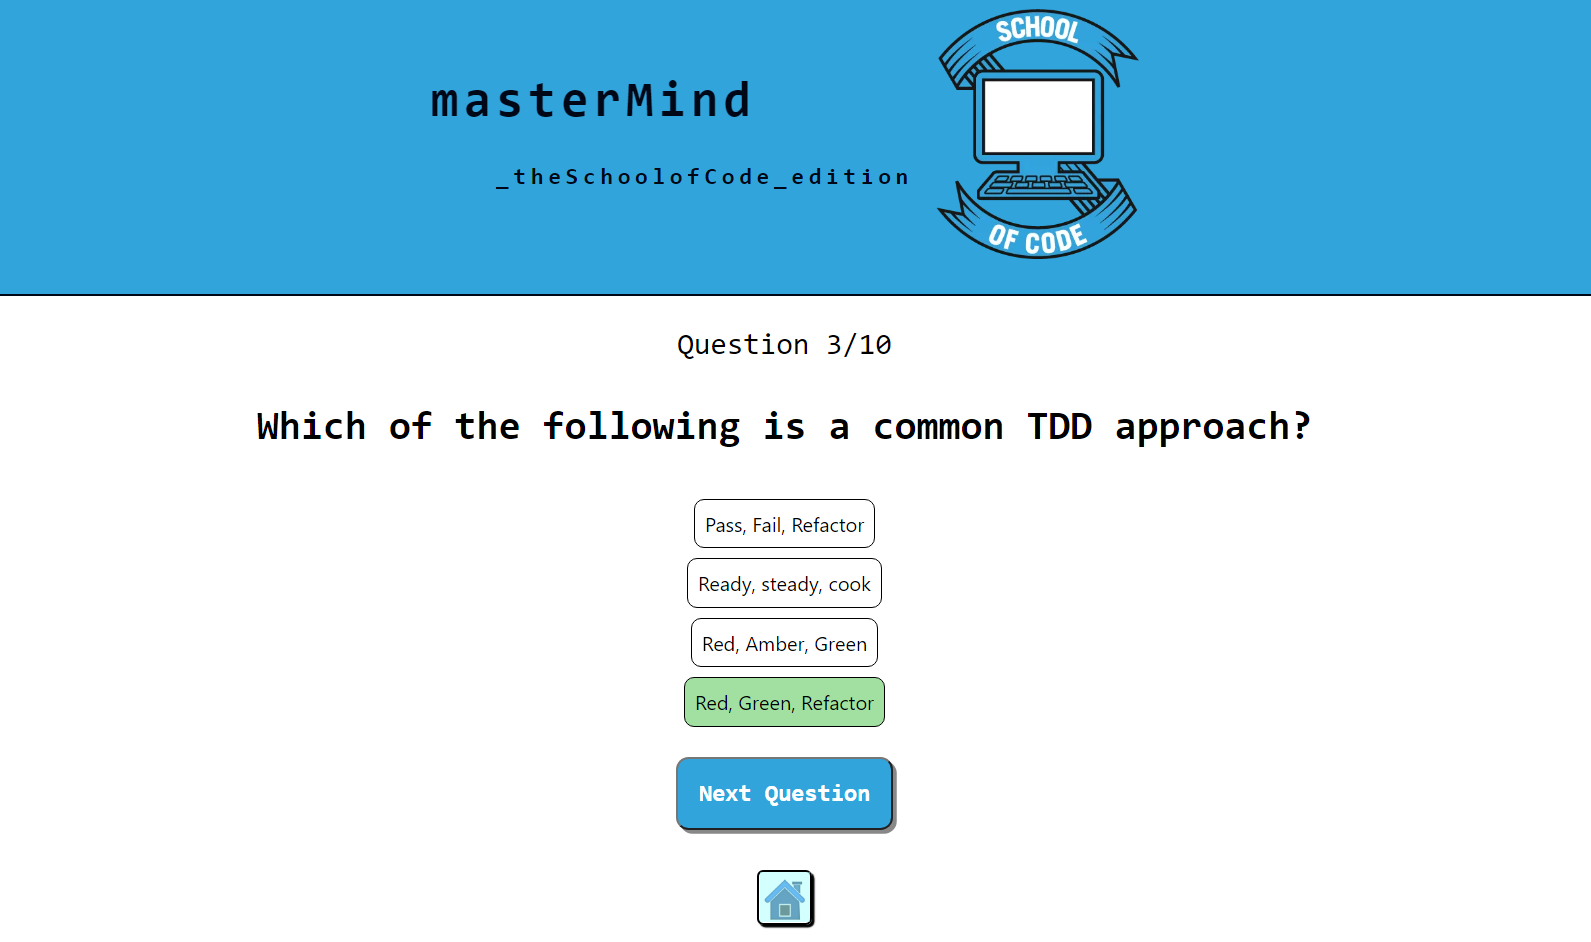 masterMind
_theSchoolofCode_edition
SCHOOL
OF CODE
Question 3/10
Which of the following is a common TDD approach?
Pass, Fail, Refactor
Ready, steady, cook
Red, Amber, Green
Red, Green, Refactor
Next Question